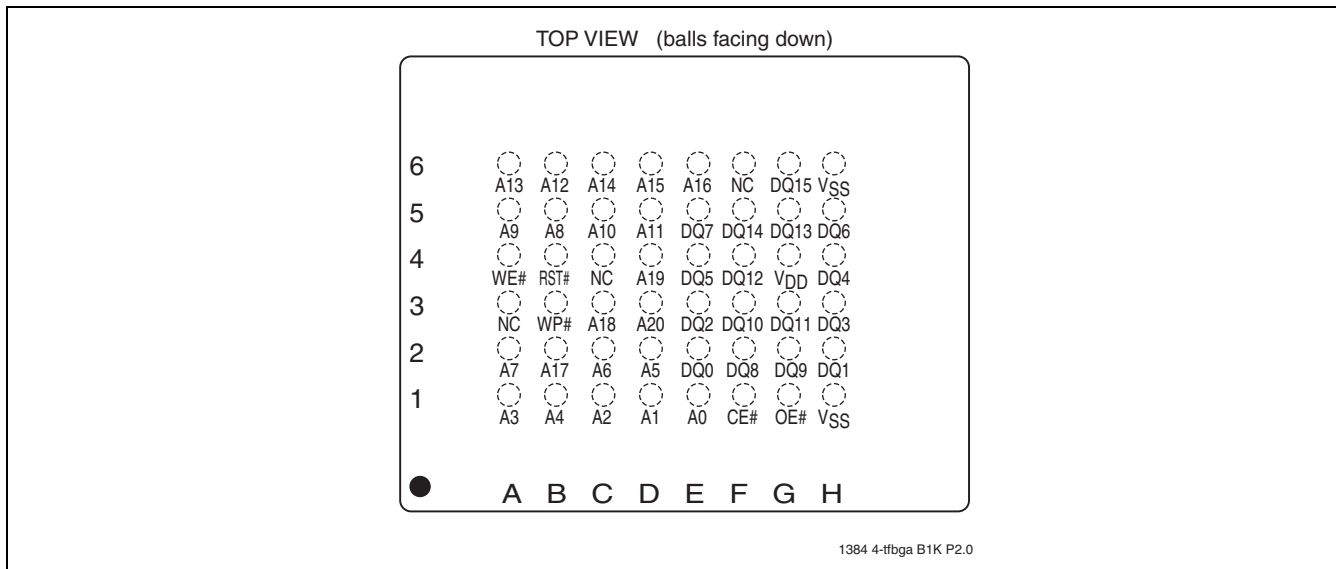 TOP VIEW (balls facing down)
6
A13 A12 A14 A15 A16 NC DQ15 VSS
5
A9 A8 A10 A11 DQ7 DQ14 DQ13 DQ6
4
WE# RST# NC A19 DQ5 DQ12 VDD DQ4
3
NC WP# A18 A20 DQ2 DQ10 DQ11 DQ3
2
A7 A17 A6 A5 DQ0 DQ8 DQ9 DQ1
1
A3 A4 A2 A1 A0 CE# OE# VSS
A B C D E F G H
1384 4-tfbga B1K P2.0